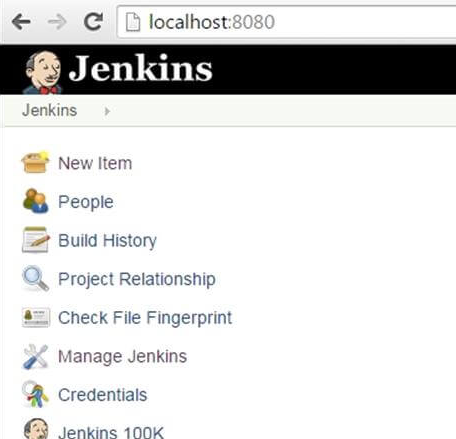 localhost:8080
Jenkins
Jenkins
New Item
People
Build History
Project Relationship
Check File Fingerprint
Manage Jenkins
Credentials
Jenkins 100K